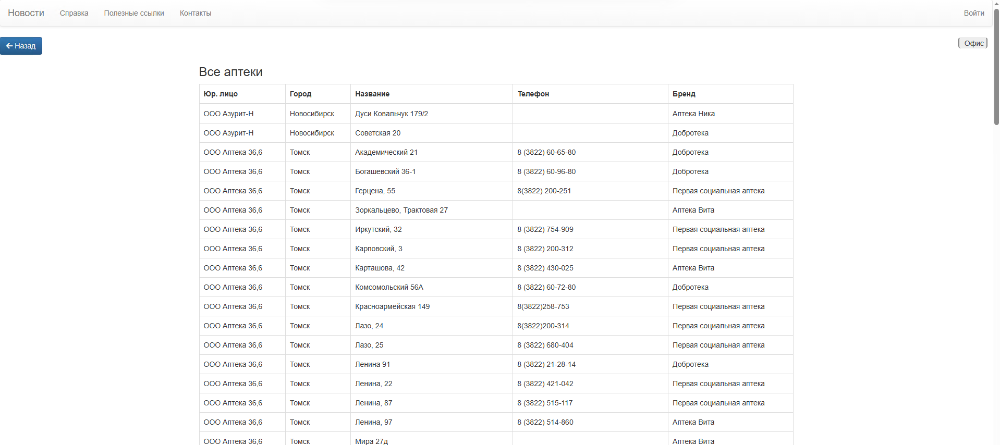 Новости Справка Полезные ссылки Контакты Войти
Назад Офис
Все аптеки
Юр. лицо Город Название Телефон Бренд
ООО Азурит-Н Новосибирск Дуси Ковальчук 179/2 Аптека Ника
ООО Азурит-Н Новосибирск Советская 20 Добротека
ООО Аптека 36,6 Томск Академический 21 8 (3822) 60-65-80 Добротека
ООО Аптека 36,6 Томск Богашевский 36-1 8 (3822) 60-96-80 Добротека
ООО Аптека 36,6 Томск Герцена, 55 8(3822) 200-251 Первая социальная аптека
ООО Аптека 36,6 Томск Зоркальцево, Трактовая 27 Аптека Вита
ООО Аптека 36,6 Томск Иркутский, 32 8 (3822) 754-909 Первая социальная аптека
ООО Аптека 36,6 Томск Карповский, 3 8 (3822) 200-312 Первая социальная аптека
ООО Аптека 36,6 Томск Карташова, 42 8 (3822) 430-025 Аптека Вита
ООО Аптека 36,6 Томск Комсомольский 56А 8 (3822) 60-72-80 Добротека
ООО Аптека 36,6 Томск Красноармейская 149 8(3822)258-753 Первая социальная аптека
ООО Аптека 36,6 Томск Лазо, 24 8(3822)200-314 Первая социальная аптека
ООО Аптека 36,6 Томск Лазо, 25 8 (3822) 680-404 Первая социальная аптека
ООО Аптека 36,6 Томск Ленина 91 8 (3822) 21-28-14 Добротека
ООО Аптека 36,6 Томск Ленина, 22 8 (3822) 421-042 Первая социальная аптека
ООО Аптека 36,6 Томск Ленина, 87 8 (3822) 515-117 Первая социальная аптека
ООО Аптека 36,6 Томск Ленина, 97 8 (3822) 514-860 Аптека Вита
ООО Аптека 36,6 Томск Мира 27д Аптека Вита